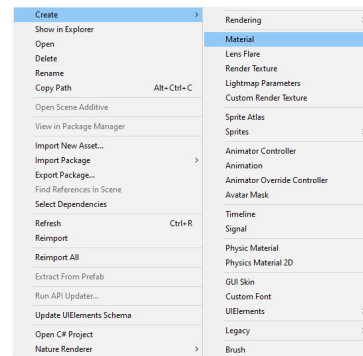 Create
Show in Explorer
Open
Delete
Rename
Copy Path Alt+Ctrl+C
Open Scene Additive
View in Package Manager
Import New Asset...
Import Package
Export Package...
Find References In Scene
Select Dependencies
Refresh Ctrl+R
Reimport
Reimport All
Extract From Prefab
Run API Updater...
Update UIElements Schema
Open C# Project
Nature Renderer
Rendering
Material
Lens Flare
Render Texture
Lightmap Parameters
Custom Render Texture
Sprite Atlas
Sprites
Animator Controller
Animation
Animator Override Controller
Avatar Mask
Timeline
Signal
Physic Material
Physics Material 2D
GUI Skin
Custom Font
UIElements
Legacy
Brush